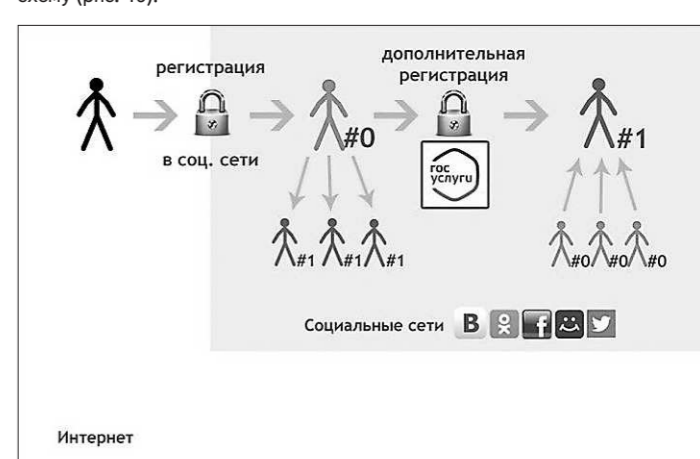 схему (рис. 10).
регистрация
дополнительная
регистрация
#0
#1
в соц. сети
гос
услуги
#1 #1 #1
#0 #0 #0
Социальные сети
В
f
Интернет